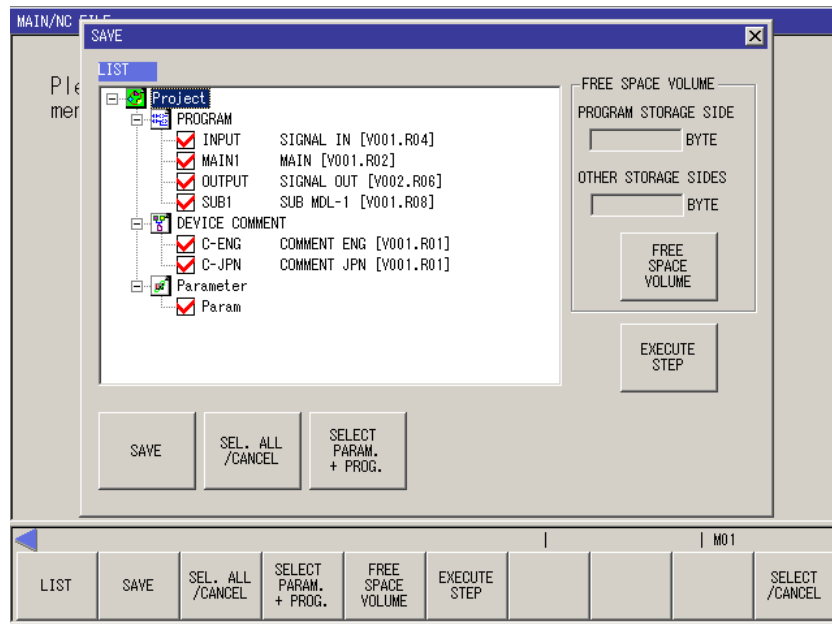 MAIN/NC FILE
SAVE
LIST
Project
PROGRAM
INPUT SIGNAL IN [V001.R04]
MAIN1 MAIN [V001.R02]
OUTPUT SIGNAL OUT [V002.R06]
SUB1 SUB MDL-1 [V001.R08]
DEVICE COMMENT
C-ENG COMMENT ENG [V001.R01]
C-JPN COMMENT JPN [V001.R01]
Parameter
Param
FREE SPACE VOLUME
PROGRAM STORAGE SIDE
BYTE
OTHER STORAGE SIDES
BYTE
FREE
SPACE
VOLUME
EXECUTE
STEP
SAVE
SEL. ALL
/CANCEL
SELECT
PARAM.
+ PROG.
M01
LIST
SAVE
SEL. ALL
/CANCEL
SELECT
PARAM.
+ PROG.
FREE
SPACE
VOLUME
EXECUTE
STEP
SELECT
/CANCEL